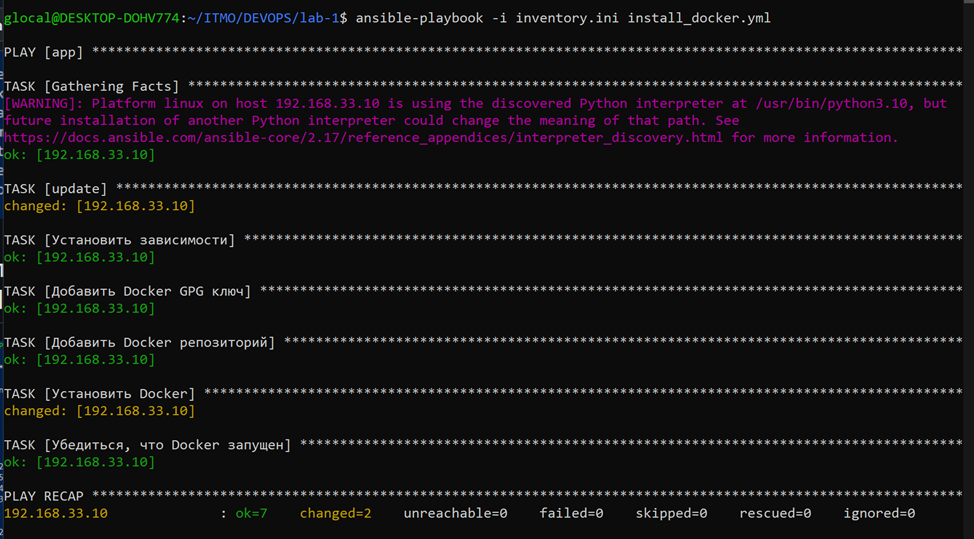 glocal@DESKTOP-DOHV774:~/ITMO/DEVOPS/lab-1$ ansible-playbook -i inventory.ini install_docker.yml
PLAY [app] *************************************************************************************************************
TASK [Gathering Facts] *************************************************************************************************
[WARNING]: Platform linux on host 192.168.33.10 is using the discovered Python interpreter at /usr/bin/python3.10, but
future installation of another Python interpreter could change the meaning of that path. See
https://docs.ansible.com/ansible-core/2.17/reference_appendices/interpreter_discovery.html for more information.
ok: [192.168.33.10]
TASK [update] **********************************************************************************************************
changed: [192.168.33.10]
TASK [Установить зависимости] ******************************************************************************************
ok: [192.168.33.10]
TASK [Добавить Docker GPG ключ] ****************************************************************************************
ok: [192.168.33.10]
TASK [Добавить Docker репозиторий] *************************************************************************************
ok: [192.168.33.10]
TASK [Установить Docker] ***********************************************************************************************
changed: [192.168.33.10]
TASK [Убедиться, что Docker запущен] ***********************************************************************************
ok: [192.168.33.10]
PLAY RECAP *************************************************************************************************************
192.168.33.10 : ok=7 changed=2 unreachable=0 failed=0 skipped=0 rescued=0 ignored=0